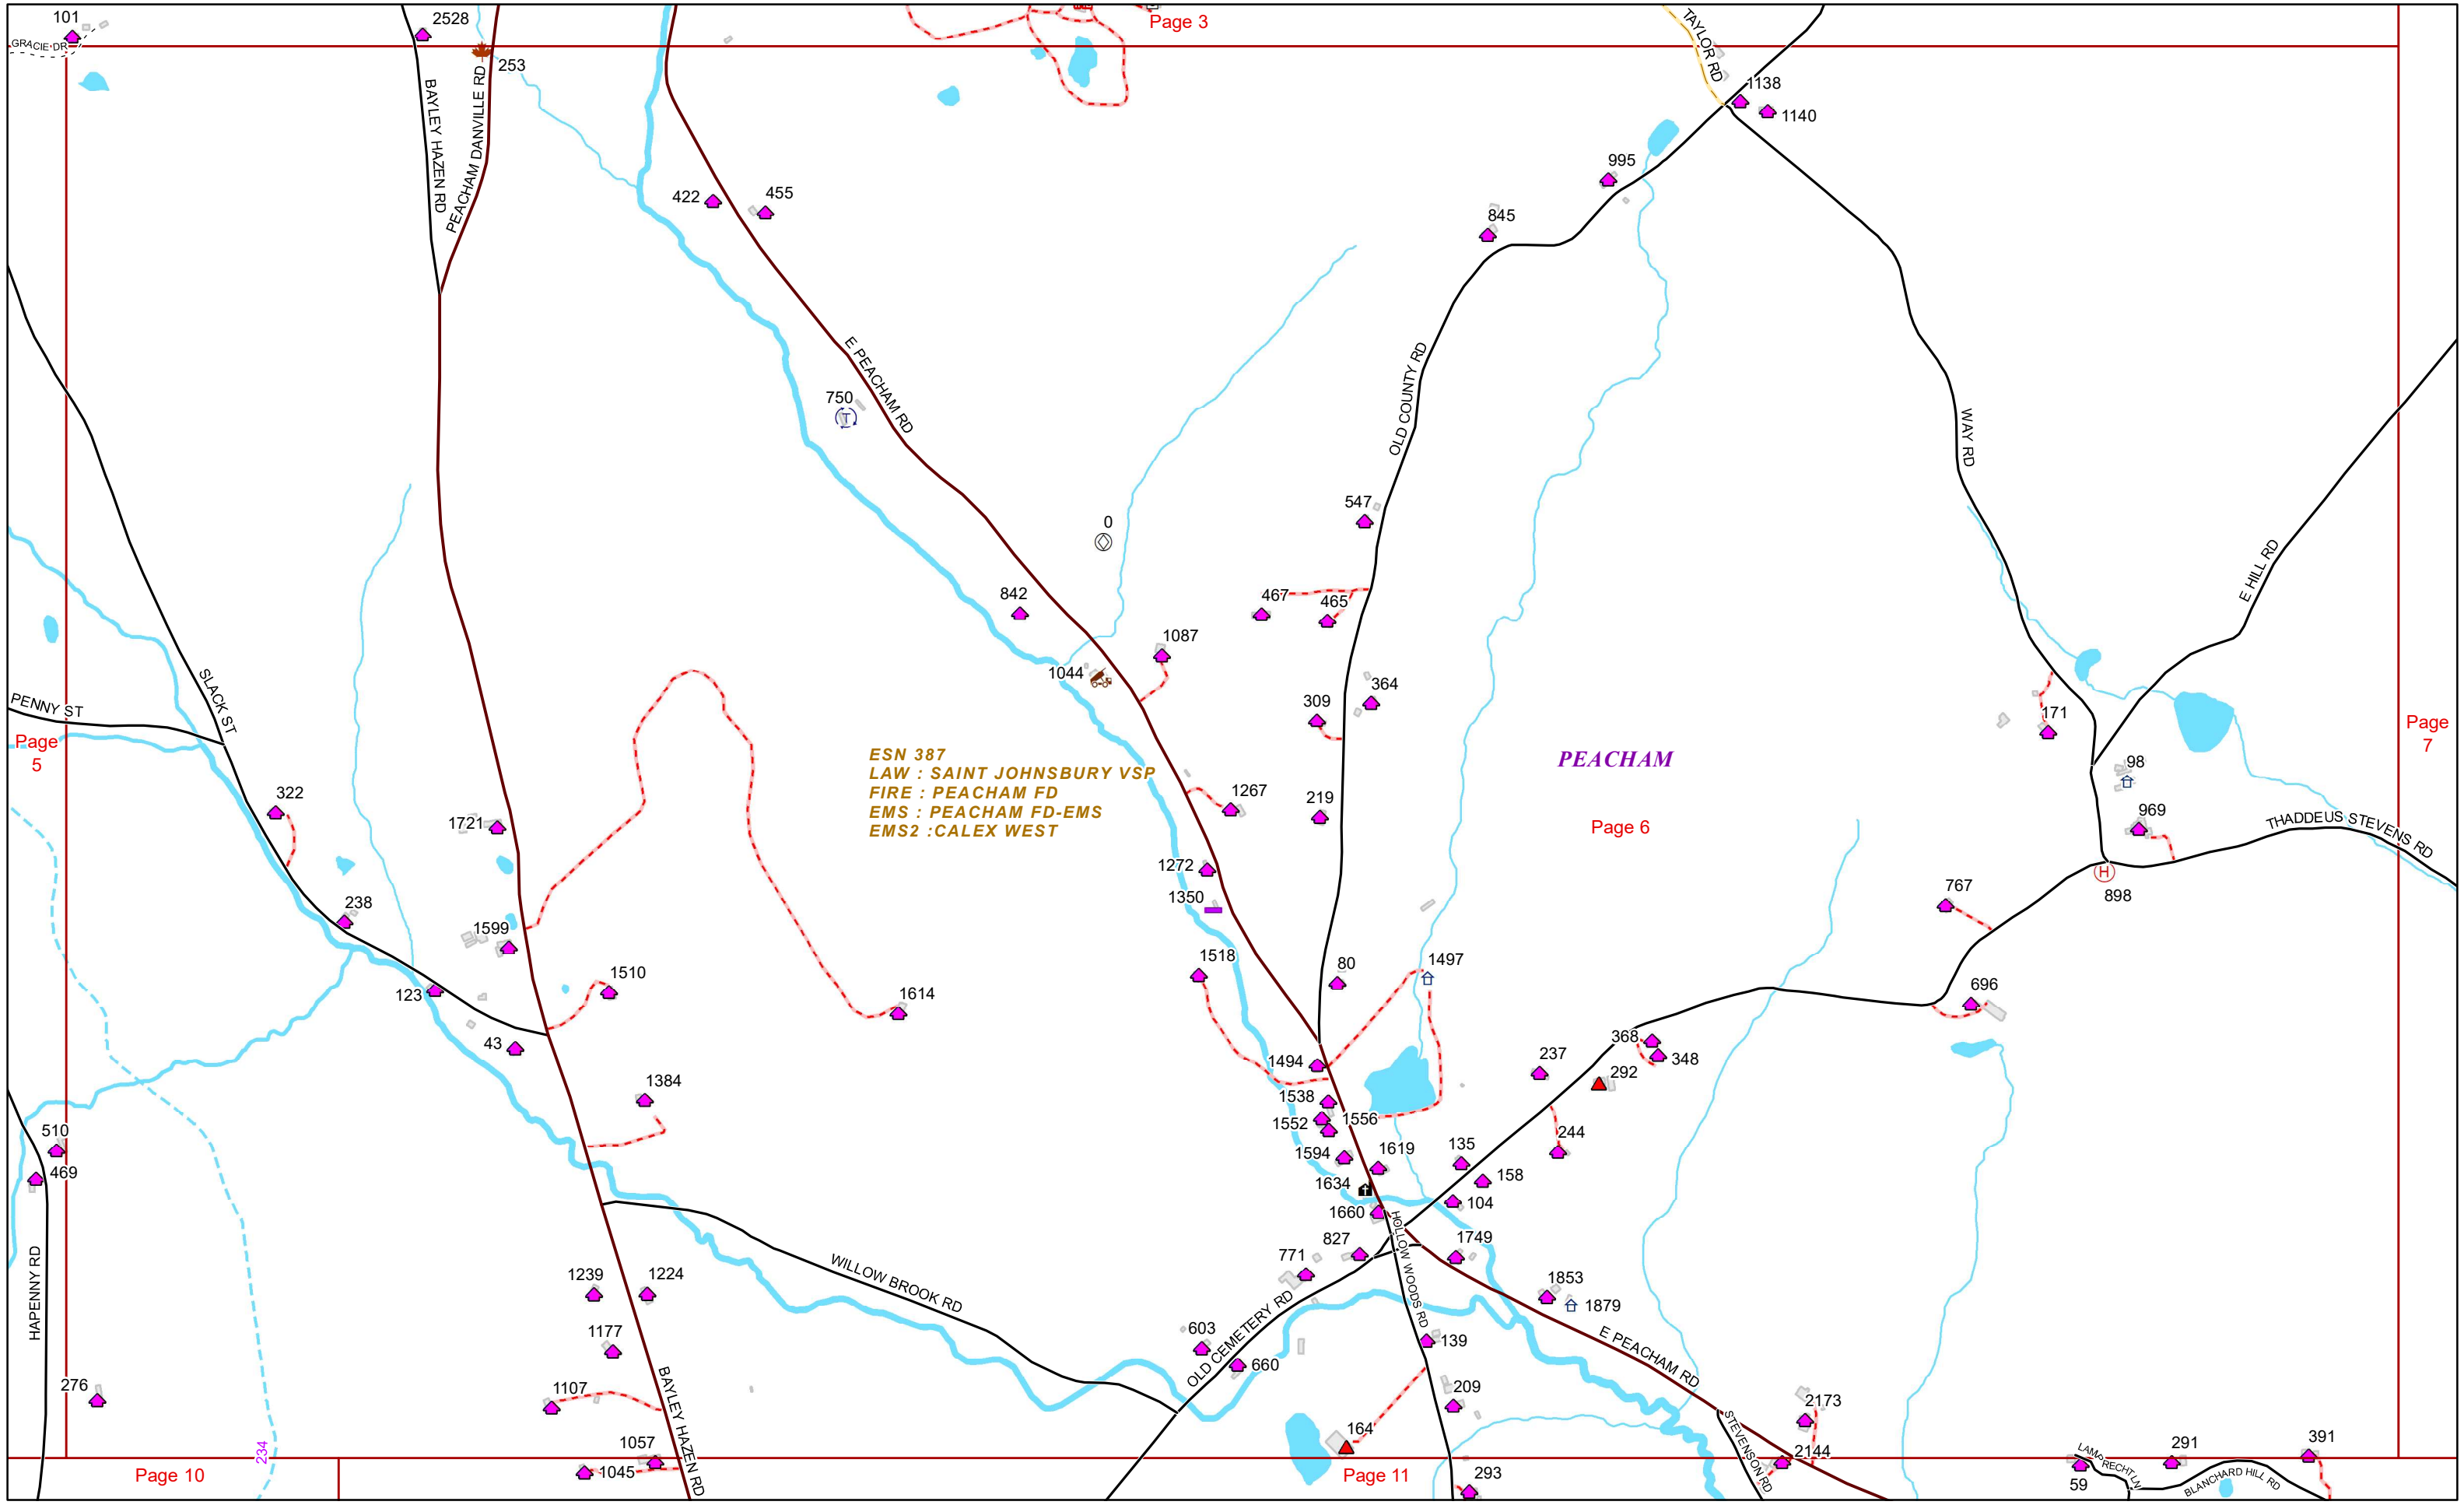 101
2528
Page 3
GRACIE DR
253
TAYLOR RD
BAYLEY HAZEN RD
PEACHAM DANVILLE RD
1138
1140
995
422
455
845
E PEACHAM RD
750
T
OLD COUNTY RD
WAY RD
547
0
E HILL RD
842
467
465
1087
1044
364
309
SLACK ST
PENNY ST
Page
5
171
Page
7
ESN 387
LAW : SAINT JOHNSBURY VSP
FIRE : PEACHAM FD
EMS : PEACHAM FD-EMS
EMS2 :CALEX WEST
PEACHAM
98
322
1267
219
Page 6
969
THADDEUS STEVENS RD
1721
1272
H
898
767
1350
238
1599
1518
80
1497
1510
123
1614
696
43
1494
237
368
348
292
1384
1538
1552
1556
510
244
469
1594
1619
135
158
1634
104
1660
HOLLOW WOODS RD
827
1749
771
HAPENNY RD
WILLOW BROOK RD
1239
1224
1853
1879
OLD CEMETERY RD
603
139
660
E PEACHAM RD
1177
276
1107
BAYLEY HAZEN RD
209
2173
164
STEVENSON RD
234
1057
1045
Page 10
Page 11
293
2144
LAMBRECHT LN
59
291
BLANCHARD HILL RD
391